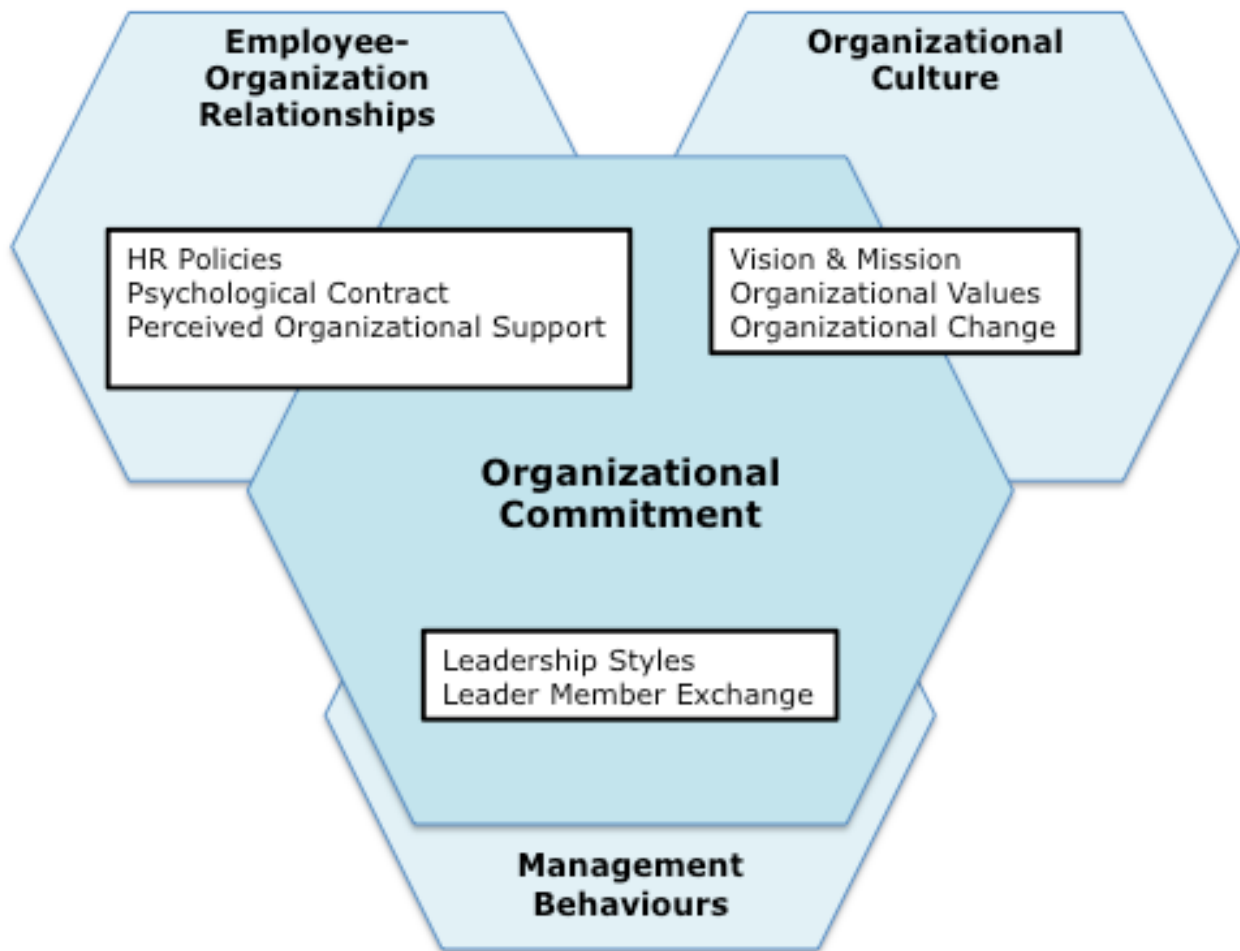 Employee-
Organization
Relationships
Organizational
Culture
HR Policies
Psychological Contract
Perceived Organizational Support
Vision & Mission
Organizational Values
Organizational Change
Organizational
Commitment
Leadership Styles
Leader Member Exchange
Management
Behaviours